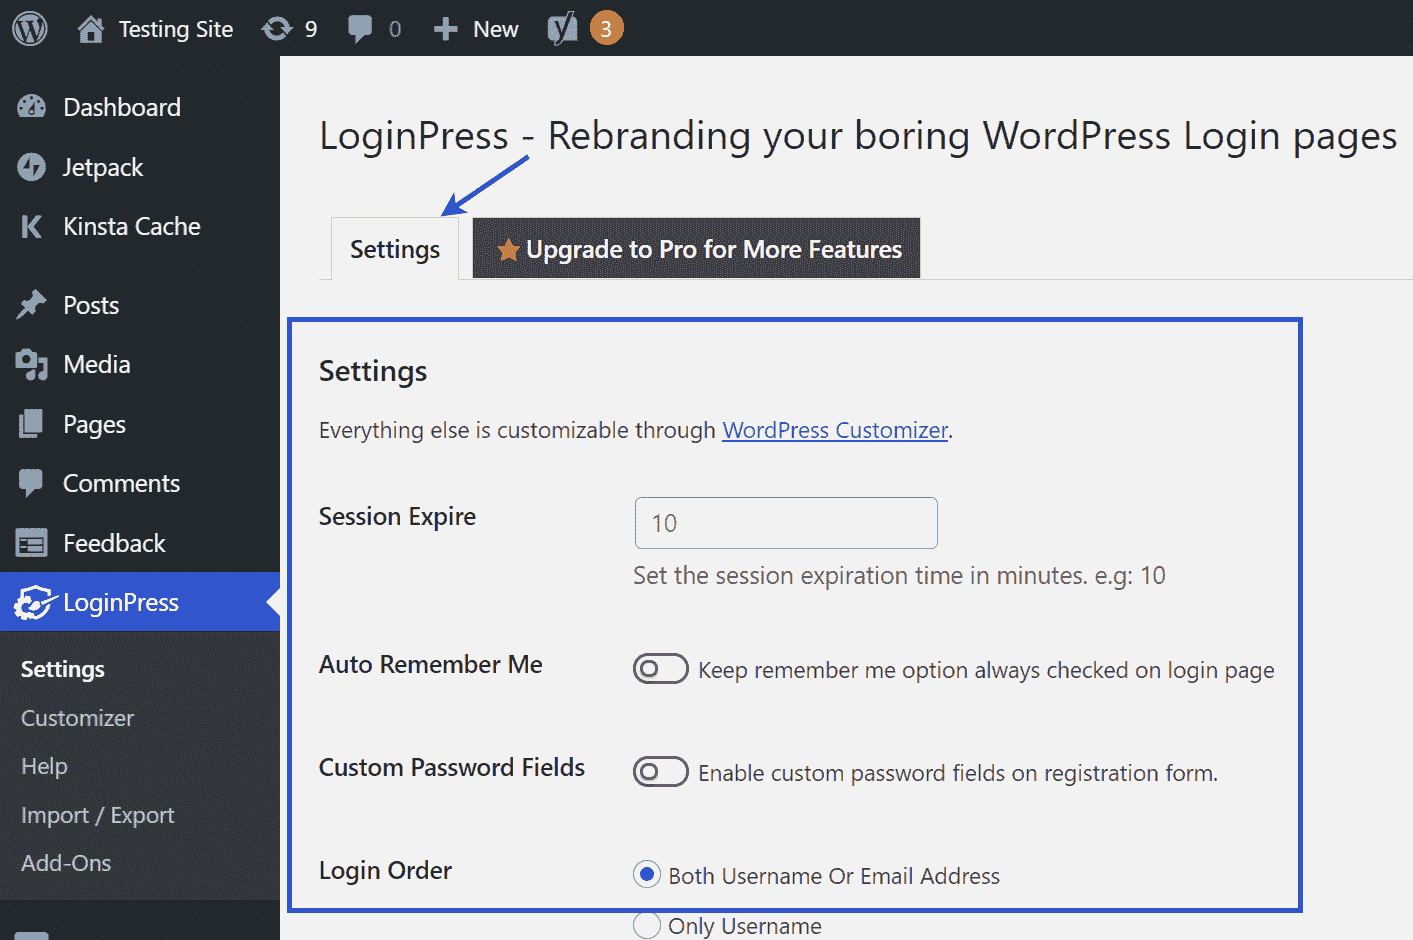 Testing Site 9 0 New 3
Dashboard
Jetpack
Kinsta Cache
Posts
Media
Pages
Comments
Feedback
LoginPress
Settings
Customizer
Help
Import / Export
Add-Ons
LoginPress - Rebranding your boring WordPress Login pages
Settings
Upgrade to Pro for More Features
Settings
Everything else is customizable through WordPress Customizer.
Session Expire
10
Set the session expiration time in minutes. e.g: 10
Auto Remember Me
Keep remember me option always checked on login page
Custom Password Fields
Enable custom password fields on registration form.
Login Order
Both Username Or Email Address
Only Username